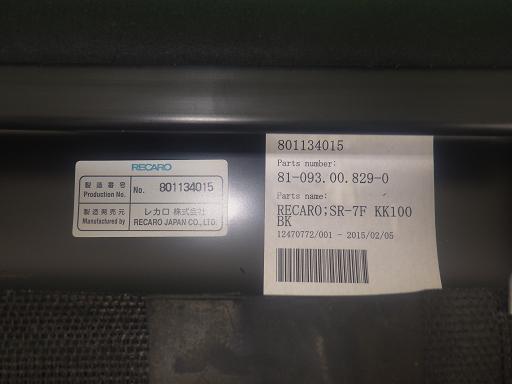 RECARO
製造番号
Production No.
No. 801134015
製造発売元
Manufactured by
レカロ 株式会社
RECARO JAPAN CO., LTD.
801134015
Parts number:
81-093.00.829-0
Parts name:
RECARO;SR-7F KK100
BK
12470772/001 - 2015/02/05